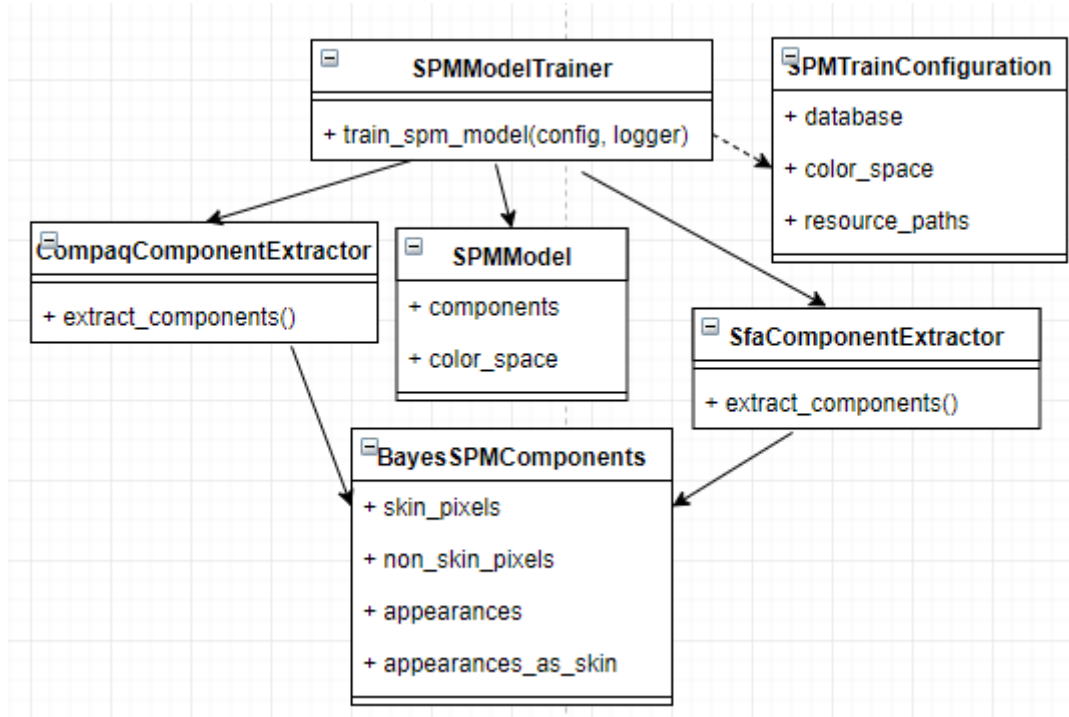 SPMModelTrainer
+ train_spm_model(config, logger)
SPMTrainConfiguration
+ database
+ color_space
+ resource_paths
CompaqComponentExtractor
+ extract_components()
SPMModel
+ components
+ color_space
SfaComponentExtractor
+ extract_components()
BayesSPMComponents
+ skin_pixels
+ non_skin_pixels
+ appearances
+ appearances_as_skin